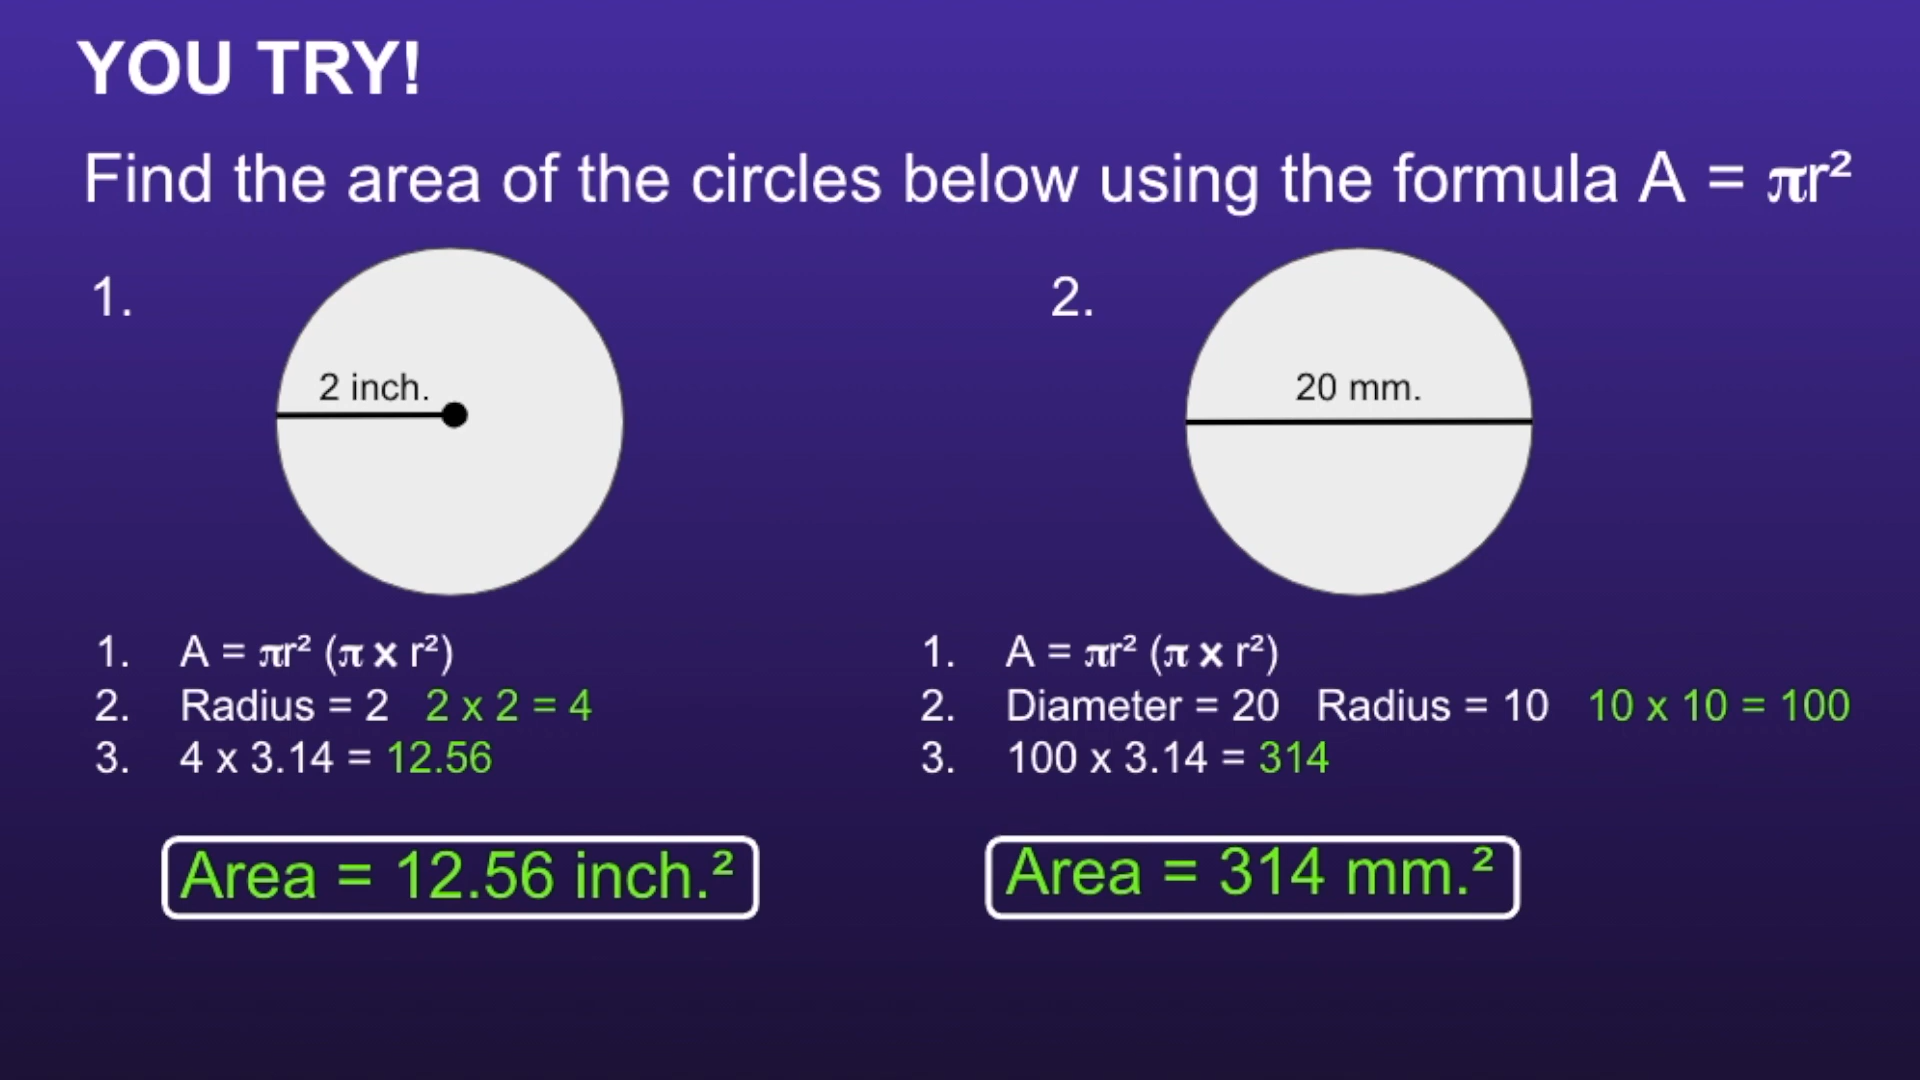 YOU TRY!
Find the area of the circles below using the formula A = πr²
1.
2 inch.
1. A = πr² (π x r²)
2. Radius = 2 2 x 2 = 4
3. 4 x 3.14 = 12.56
Area = 12.56 inch.²
2.
20 mm.
1. A = πr² (π x r²)
2. Diameter = 20 Radius = 10 10 x 10 = 100
3. 100 x 3.14 = 314
Area = 314 mm.²